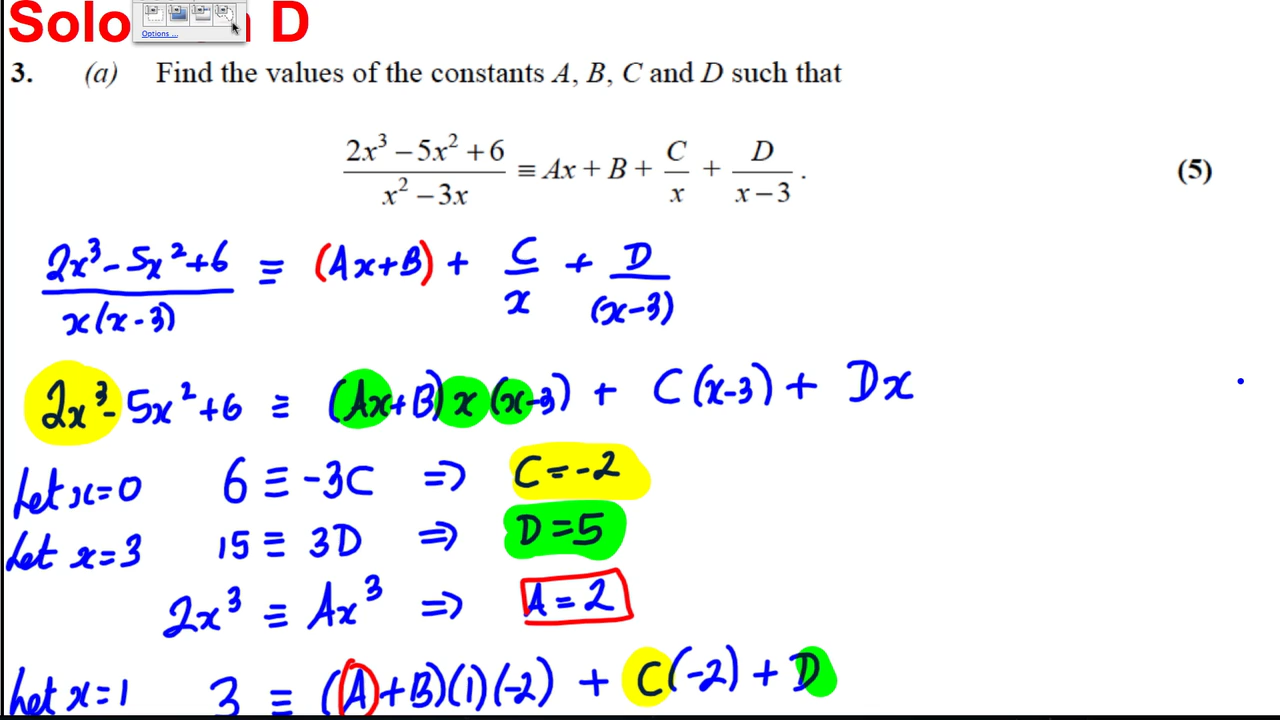 Solo D
Options ...
3. (a) Find the values of the constants A, B, C and D such that
(2x³ – 5x² + 6)/(x² – 3x) ≡ Ax + B + C/x + D/(x – 3) . (5)
(2x³ - 5x² + 6)/(x(x - 3)) ≡ (Ax+B) + C/x + D/(x-3)
2x³ - 5x² + 6 ≡ (Ax+B)x(x-3) + C(x-3) + Dx
Let x=0 6 ≡ -3C ⇒ C=-2
Let x=3 15 ≡ 3D ⇒ D=5
2x³ ≡ Ax³ ⇒ A=2
Let x=1 3 ≡ (A+B)(1)(-2) + C(-2) + D